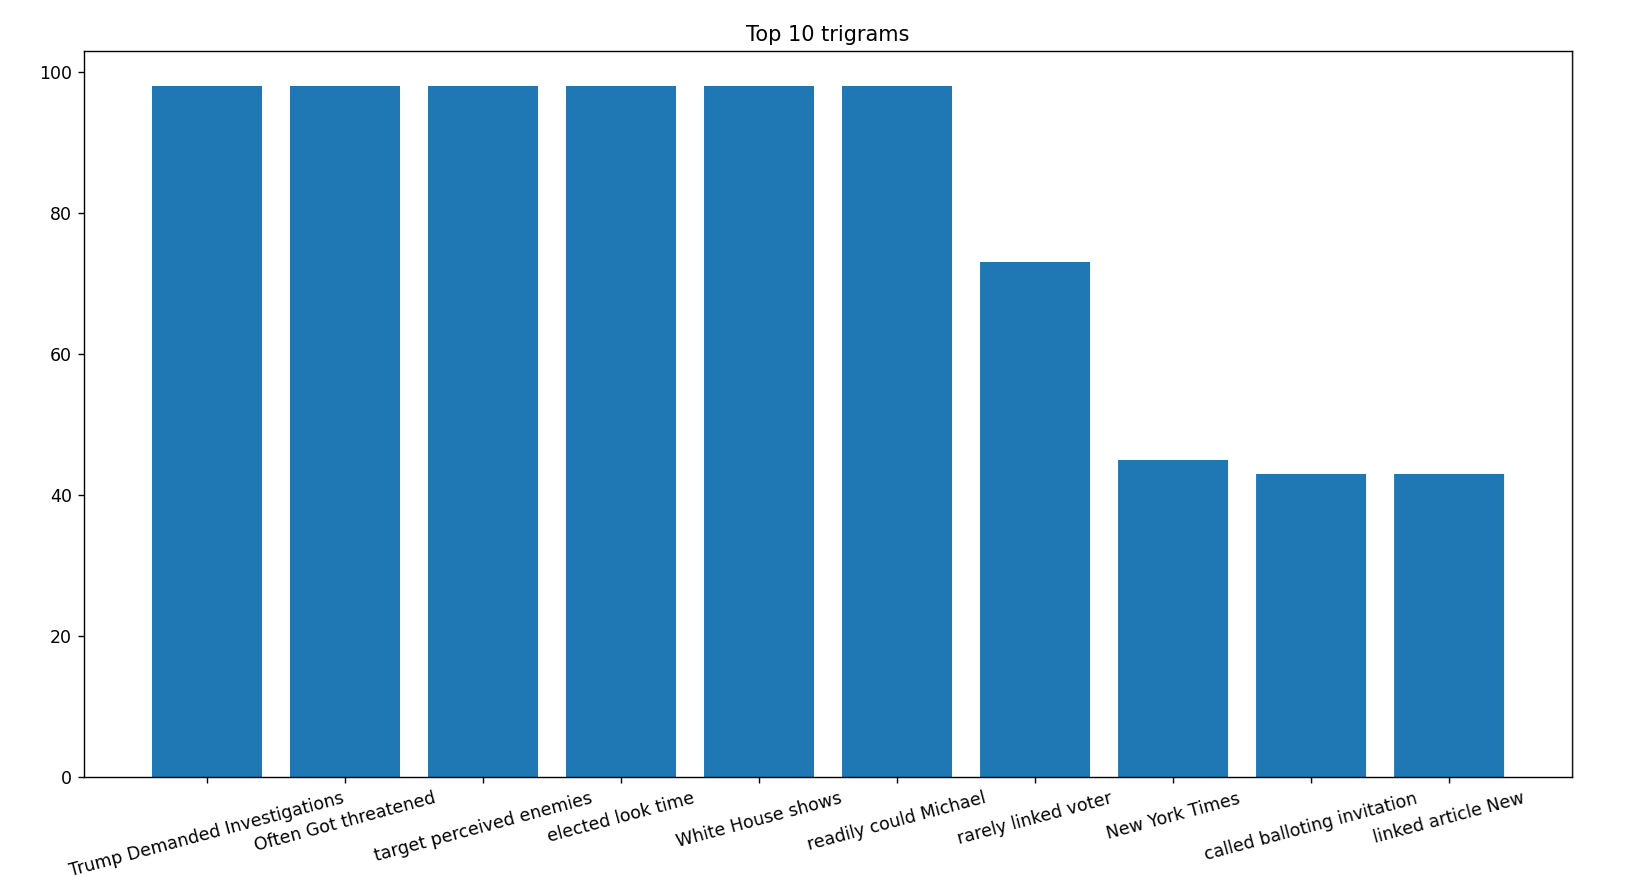 Top 10 trigrams
100
80
60
40
20
0
Trump Demanded Investigations
Often Got threatened
target perceived enemies
elected look time
White House shows
readily could Michael
rarely linked voter
New York Times
called balloting invitation
linked article New